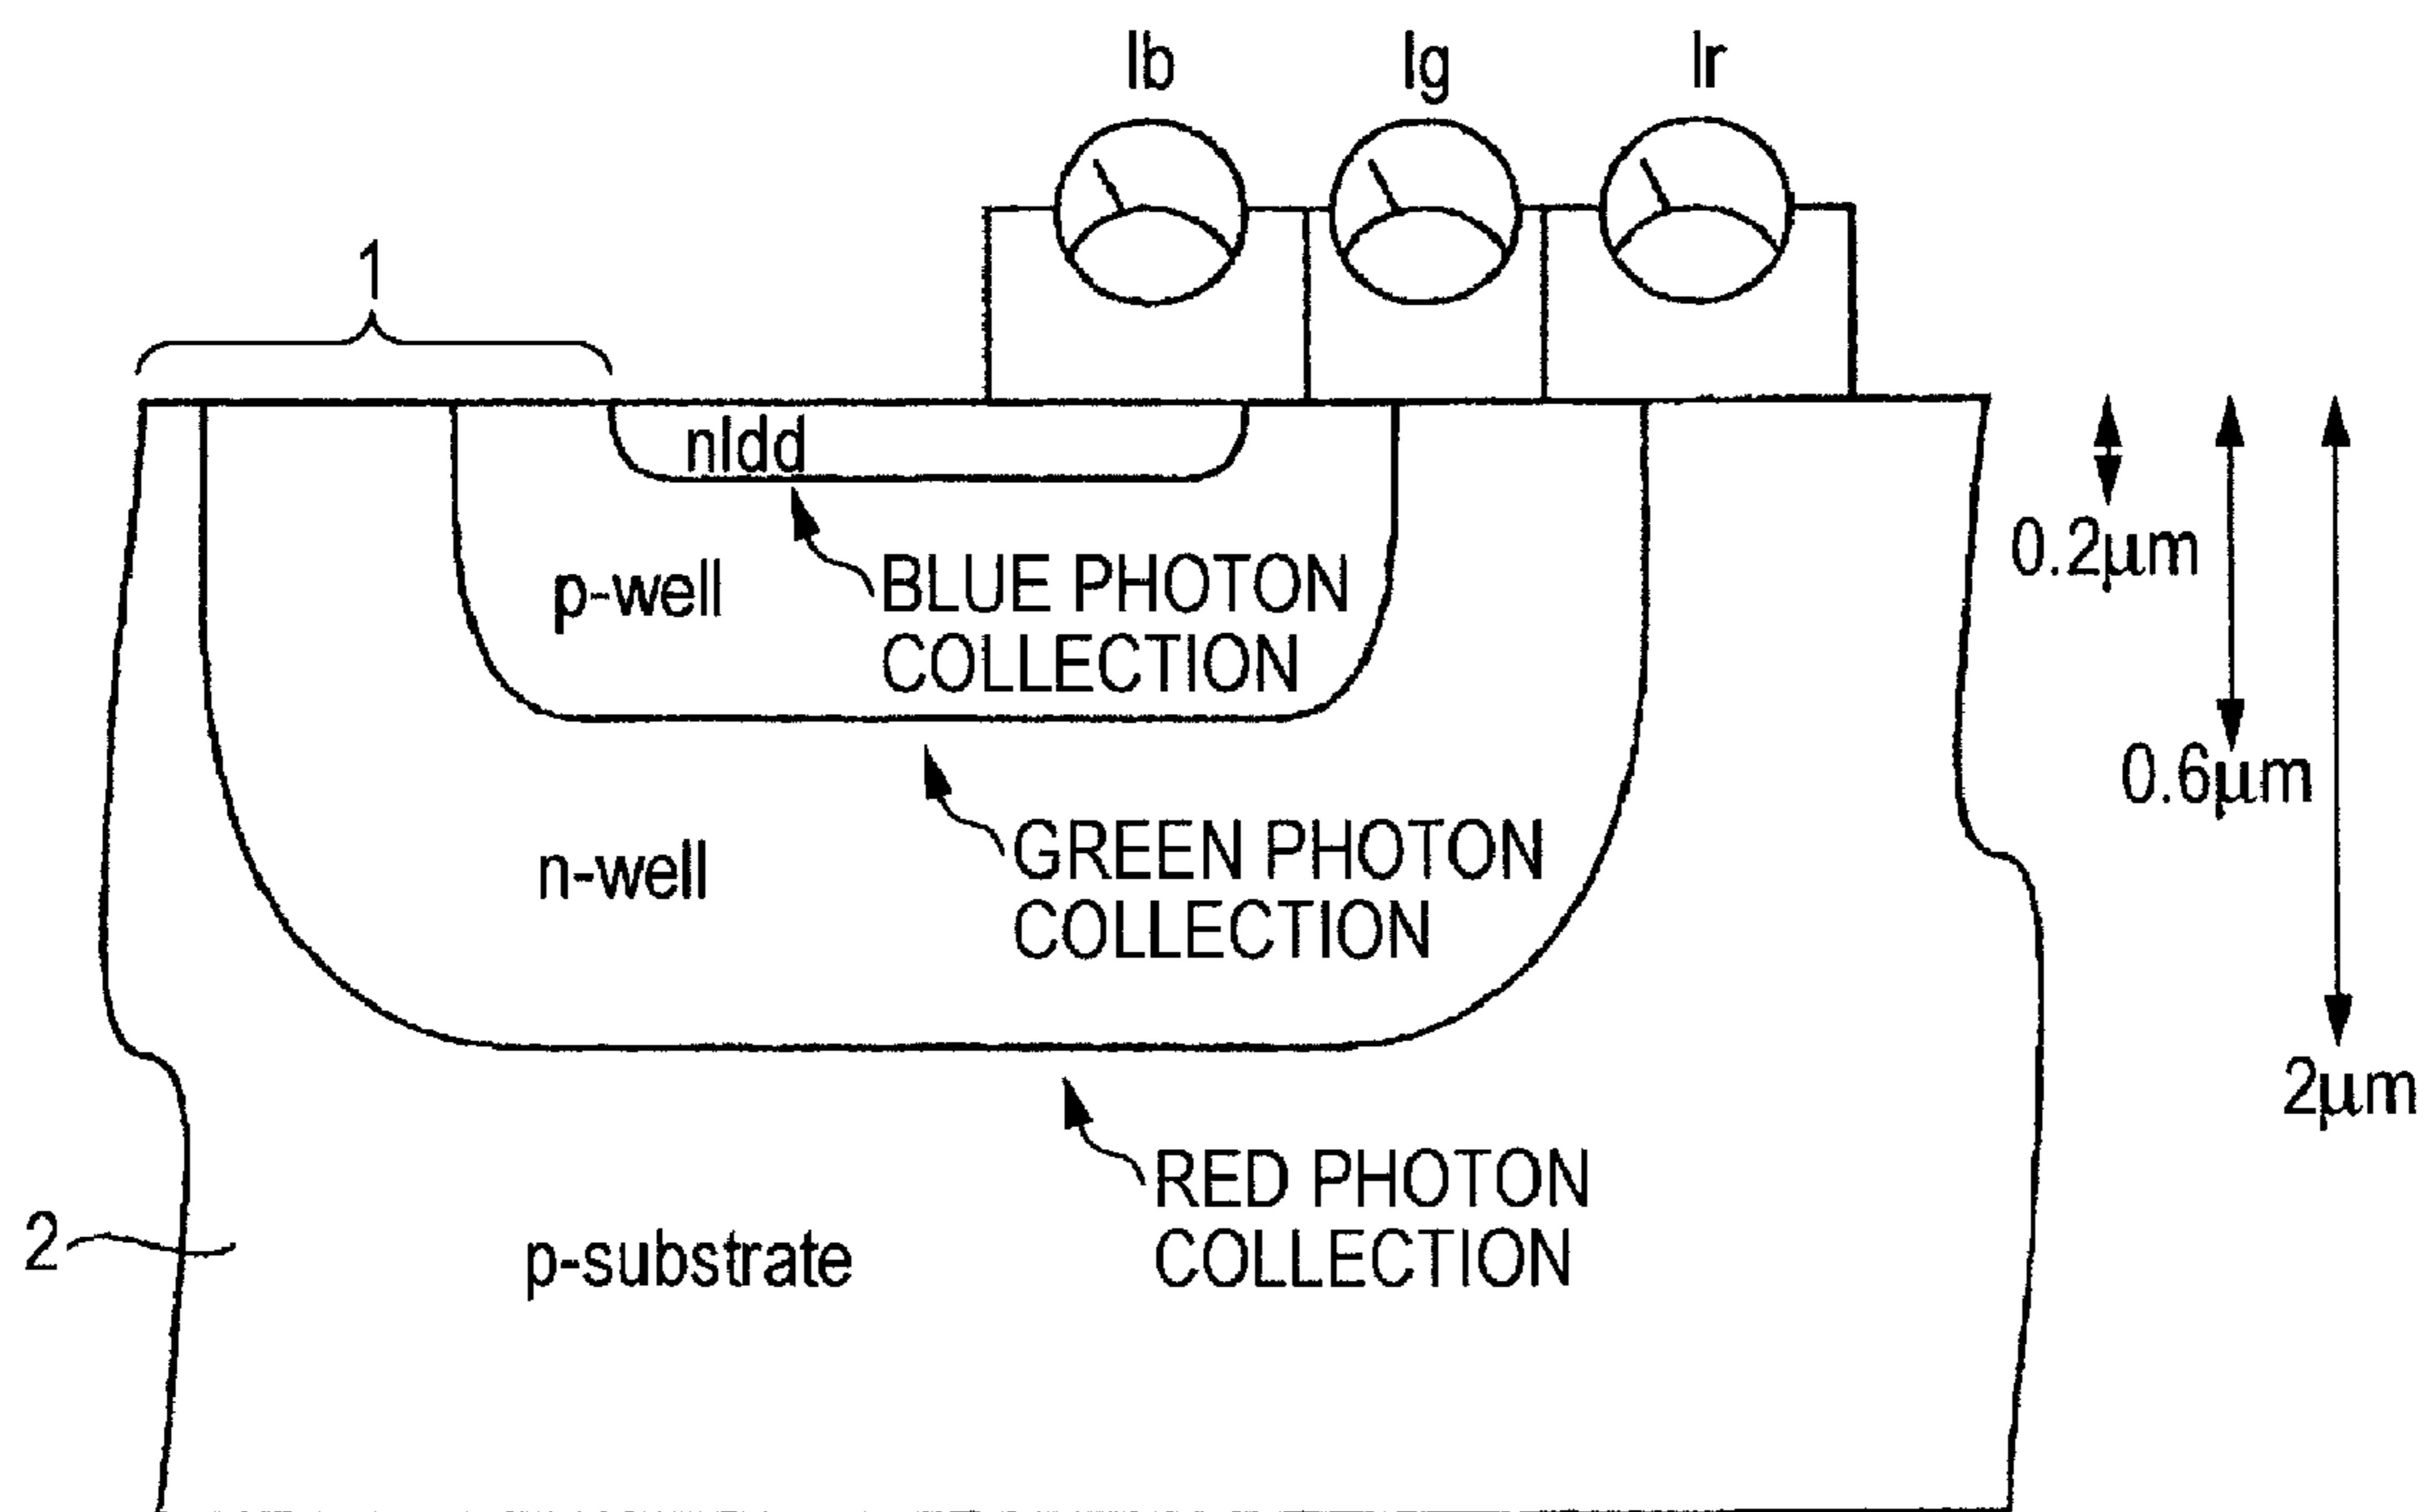 Ib Ig Ir
1
nldd
0.2μm
p-well
BLUE PHOTON
COLLECTION
0.6μm
n-well
GREEN PHOTON
COLLECTION
2μm
RED PHOTON
COLLECTION
2
p-substrate